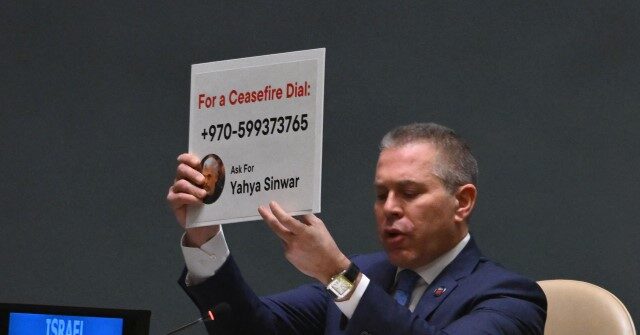 For a Ceasefire Dial:
+970-599373765
Ask For
Yahya Sinwar
ISRAEL